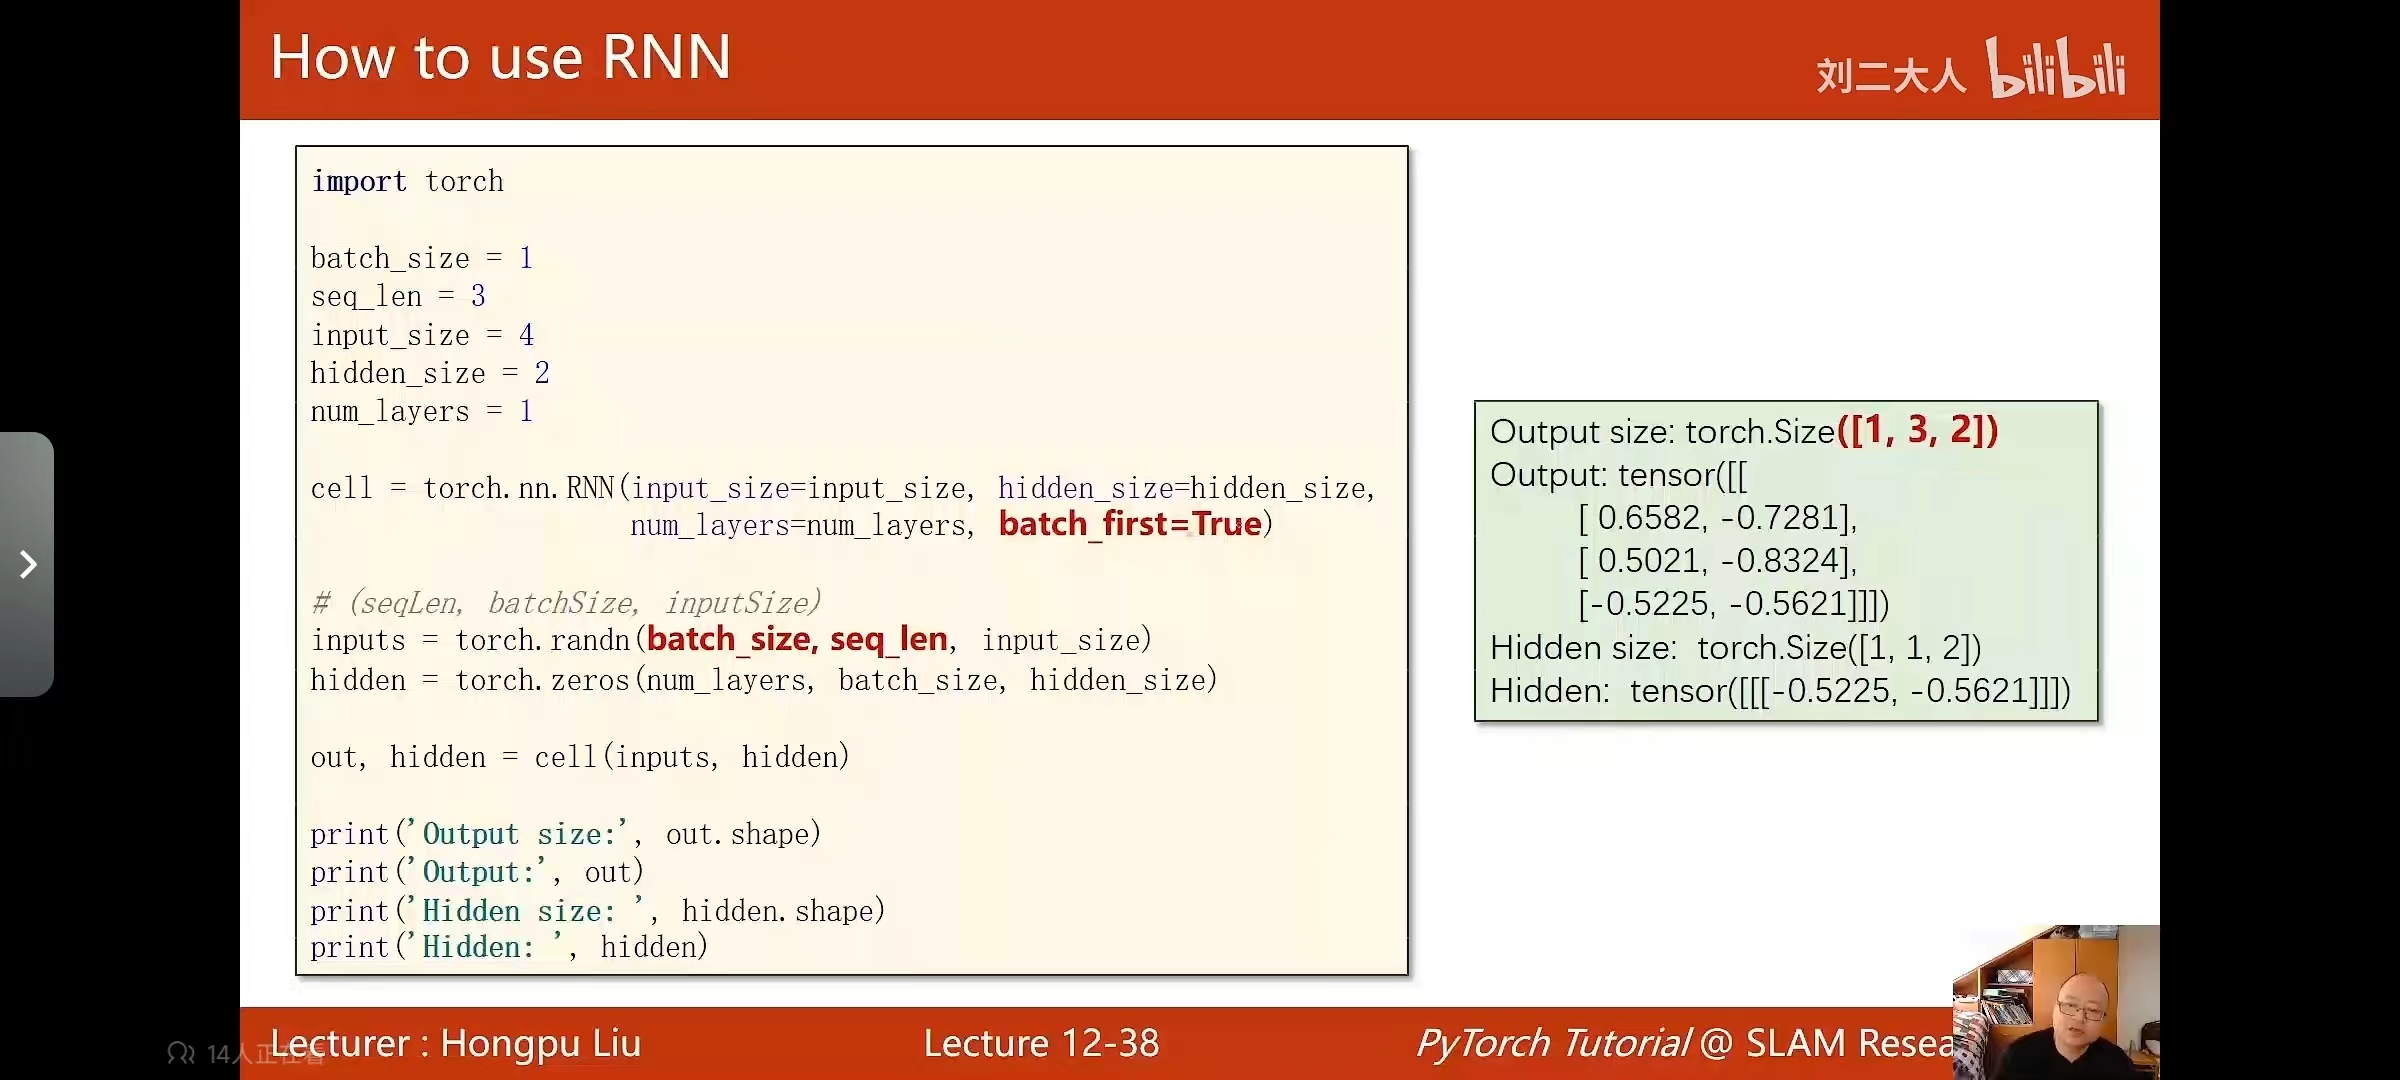 How to use RNN
刘二大人 bilibili
import torch
batch_size = 1
seq_len = 3
input_size = 4
hidden_size = 2
num_layers = 1
cell = torch.nn.RNN(input_size=input_size, hidden_size=hidden_size,
num_layers=num_layers, batch_first=True)
# (seqLen, batchSize, inputSize)
inputs = torch.randn(batch_size, seq_len, input_size)
hidden = torch.zeros(num_layers, batch_size, hidden_size)
out, hidden = cell(inputs, hidden)
print('Output size:', out.shape)
print('Output:', out)
print('Hidden size: ', hidden.shape)
print('Hidden: ', hidden)
Output size: torch.Size([1, 3, 2])
Output: tensor([[
[ 0.6582, -0.7281],
[ 0.5021, -0.8324],
[-0.5225, -0.5621]]])
Hidden size:  torch.Size([1, 1, 2])
Hidden:  tensor([[[-0.5225, -0.5621]]])
Lecturer : Hongpu Liu
Lecture 12-38
PyTorch Tutorial @ SLAM Resea
14人正在看